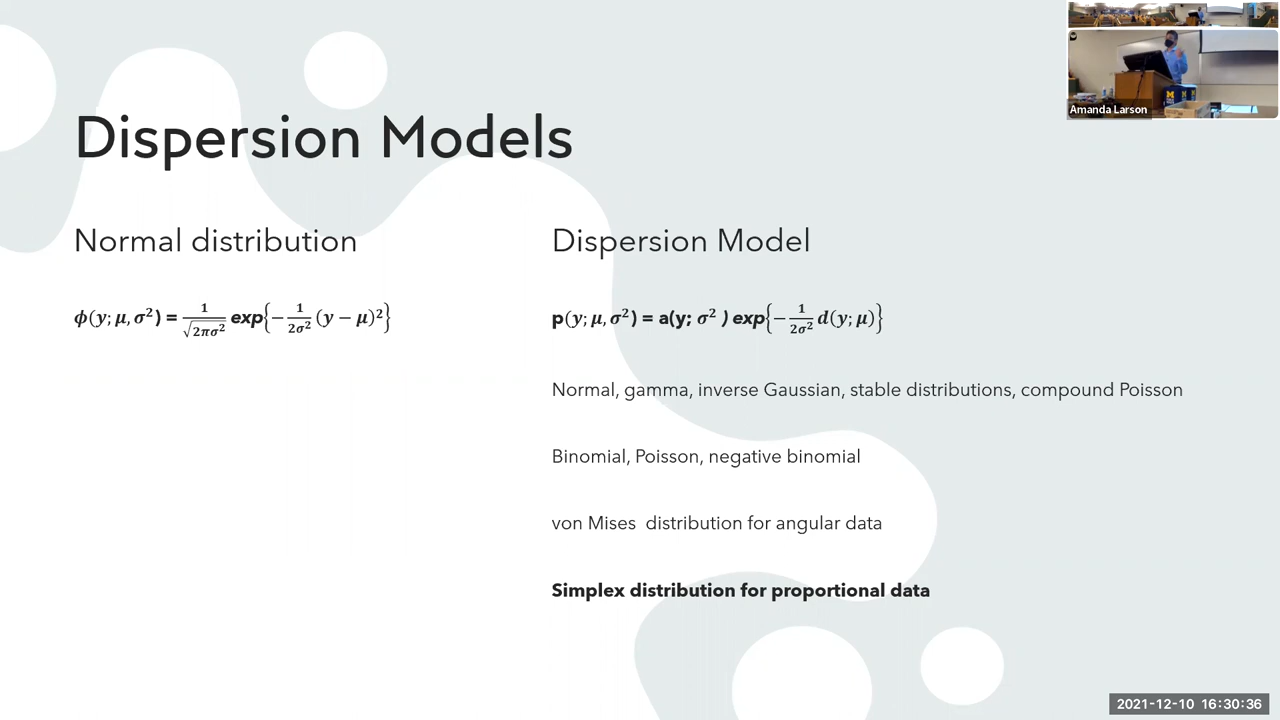 Dispersion Models
Normal distribution
ϕ(y; μ, σ²) = 1/√(2πσ²) exp{−1/(2σ²) (y − μ)²}
Dispersion Model
p(y; μ, σ²) = a(y; σ² ) exp{−1/(2σ²) d(y; μ)}
Normal, gamma, inverse Gaussian, stable distributions, compound Poisson
Binomial, Poisson, negative binomial
von Mises distribution for angular data
Simplex distribution for proportional data
Amanda Larson
M
2021-12-10 16:30:36